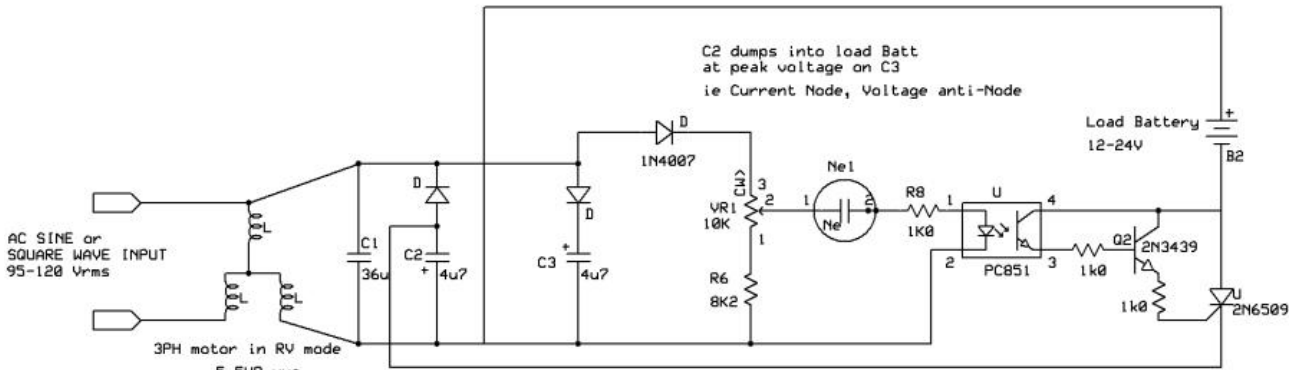 C2 dumps into load Batt
at peak voltage on C3
ie Current Node, Voltage anti-Node
Load Battery
12-24V
+
B2
D
1N4007
CW>
3
VR1
2
10K
1
Ne1
1
2
Ne
R8
1K0
U
1
4
2
3
PC851
1k0
Q2
2N3439
1k0
U
2N6509
R6
8K2
AC SINE or
SQUARE WAVE INPUT
95-120 Vrms
L
L
L
C1
36u
D
C2
+
4u7
D
C3
+
4u7
3PH motor in RV mode